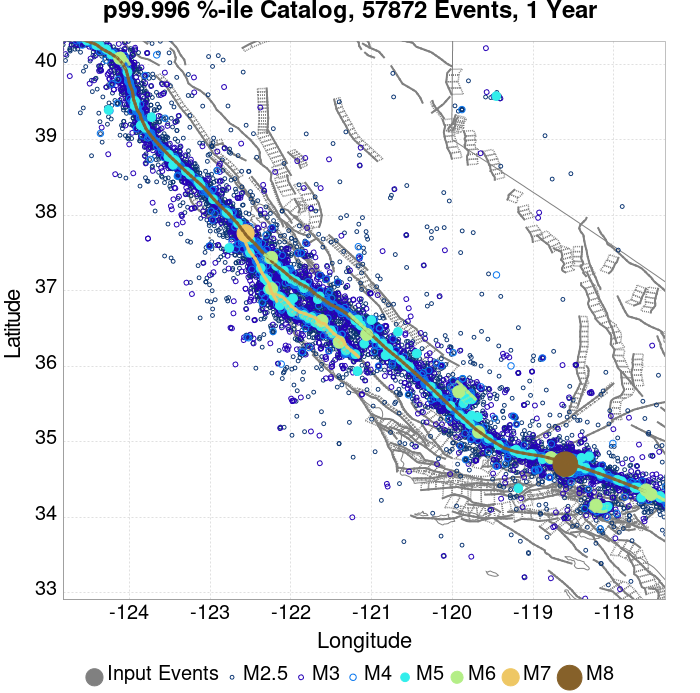 p99.996 %-ile Catalog, 57872 Events, 1 Year
40
39
38
37
36
35
34
33
Latitude
-124 -123 -122 -121 -120 -119 -118
Longitude
Input Events M2.5 M3 M4 M5 M6 M7 M8